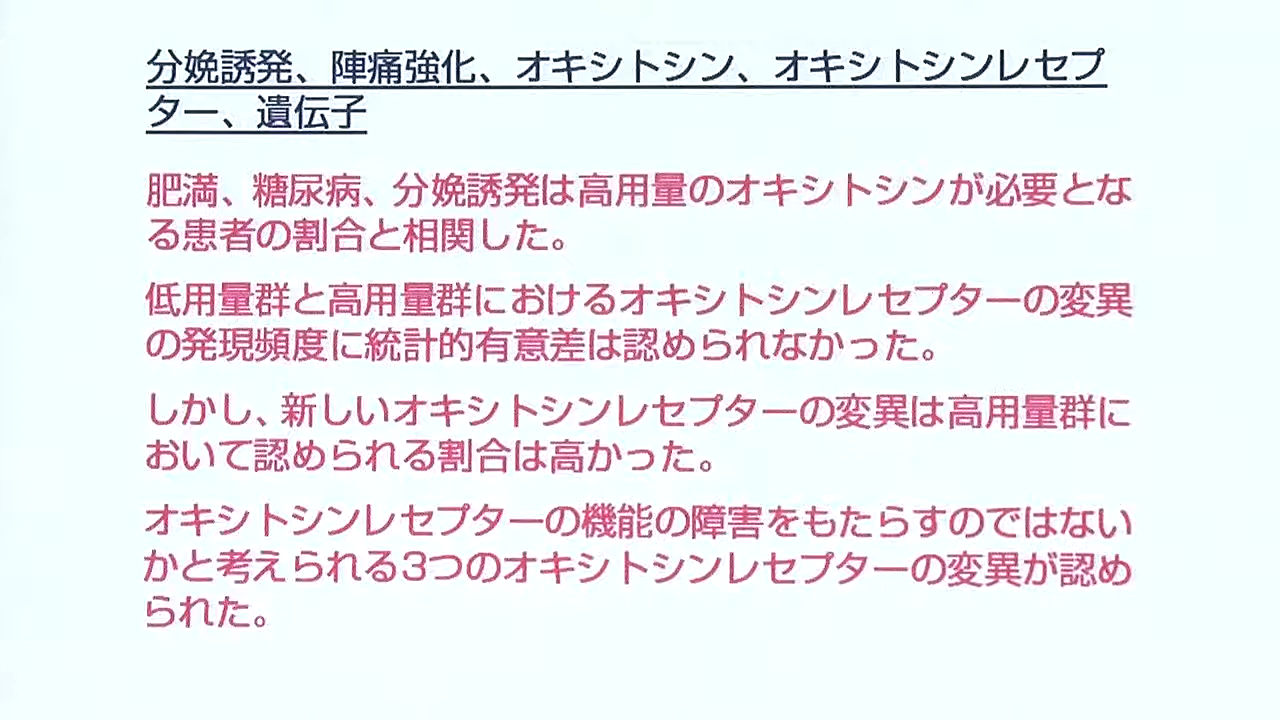 分娩誘発、陣痛強化、オキシトシン、オキシトシンレセプ
ター、遺伝子
肥満、糖尿病、分娩誘発は高用量のオキシトシンが必要とな
る患者の割合と相関した。
低用量群と高用量群におけるオキシトシンレセプターの変異
の発現頻度に統計的有意差は認められなかった。
しかし、新しいオキシトシンレセプターの変異は高用量群に
おいて認められる割合は高かった。
オキシトシンレセプターの機能の障害をもたらすのではない
かと考えられる3つのオキシトシンレセプターの変異が認め
られた。